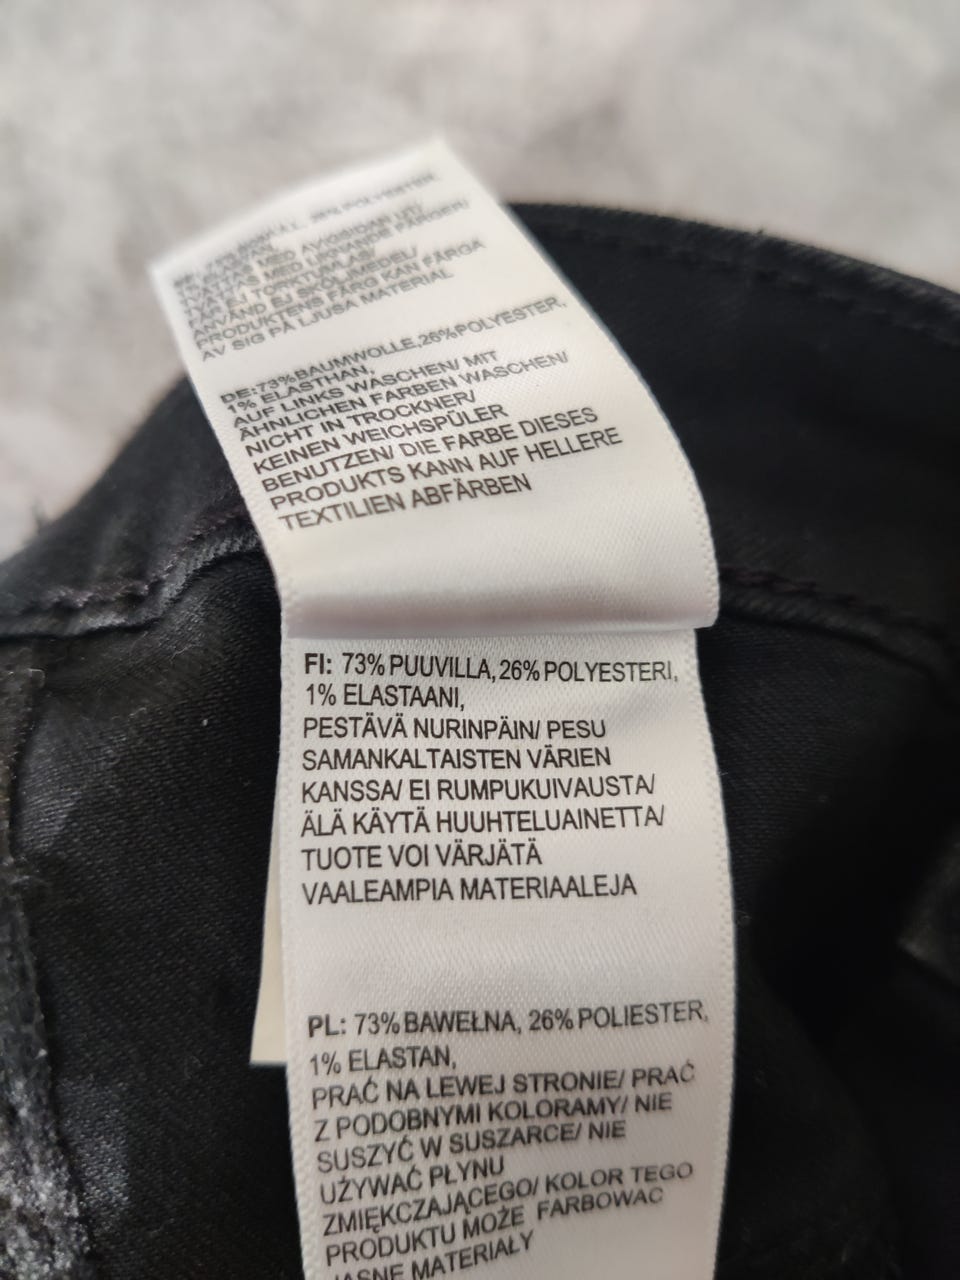 TVÄTTAS MED AVIGSIDAN UT/
TVÄTTAS MED LIKNANDE FÄRGER/
EJ TORKTUMLAS/
ANVÄND EJ SKÖLJMEDEL/
PRODUKTENS FÄRG KAN FÄRGA
AV SIG PÅ LJUSA MATERIAL
DE:73%BAUMWOLLE,26%POLYESTER,
1% ELASTHAN,
AUF LINKS WASCHEN/ MIT
ÄHNLICHEN FARBEN WASCHEN/
NICHT IN TROCKNER/
KEINEN WEICHSPÜLER
BENUTZEN/ DIE FARBE DIESES
PRODUKTS KANN AUF HELLERE
TEXTILIEN ABFÄRBEN
FI: 73% PUUVILLA, 26% POLYESTERI,
1% ELASTAANI,
PESTÄVÄ NURINPÄIN/ PESU
SAMANKALTAISTEN VÄRIEN
KANSSA/ EI RUMPUKUIVAUSTA/
ÄLÄ KÄYTÄ HUUHTELUAINETTA/
TUOTE VOI VÄRJÄTÄ
VAALEAMPIA MATERIAALEJA
PL: 73% BAWEŁNA, 26% POLIESTER,
1% ELASTAN,
PRAĆ NA LEWEJ STRONIE/ PRAĆ
Z PODOBNYMI KOLORAMY/ NIE
SUSZYĆ W SUSZARCE/ NIE
UŻYWAĆ PŁYNU
ZMIĘKCZAJĄCEGO/ KOLOR TEGO
PRODUKTU MOŻE FARBOWAĆ
JASNE MATERIAŁY